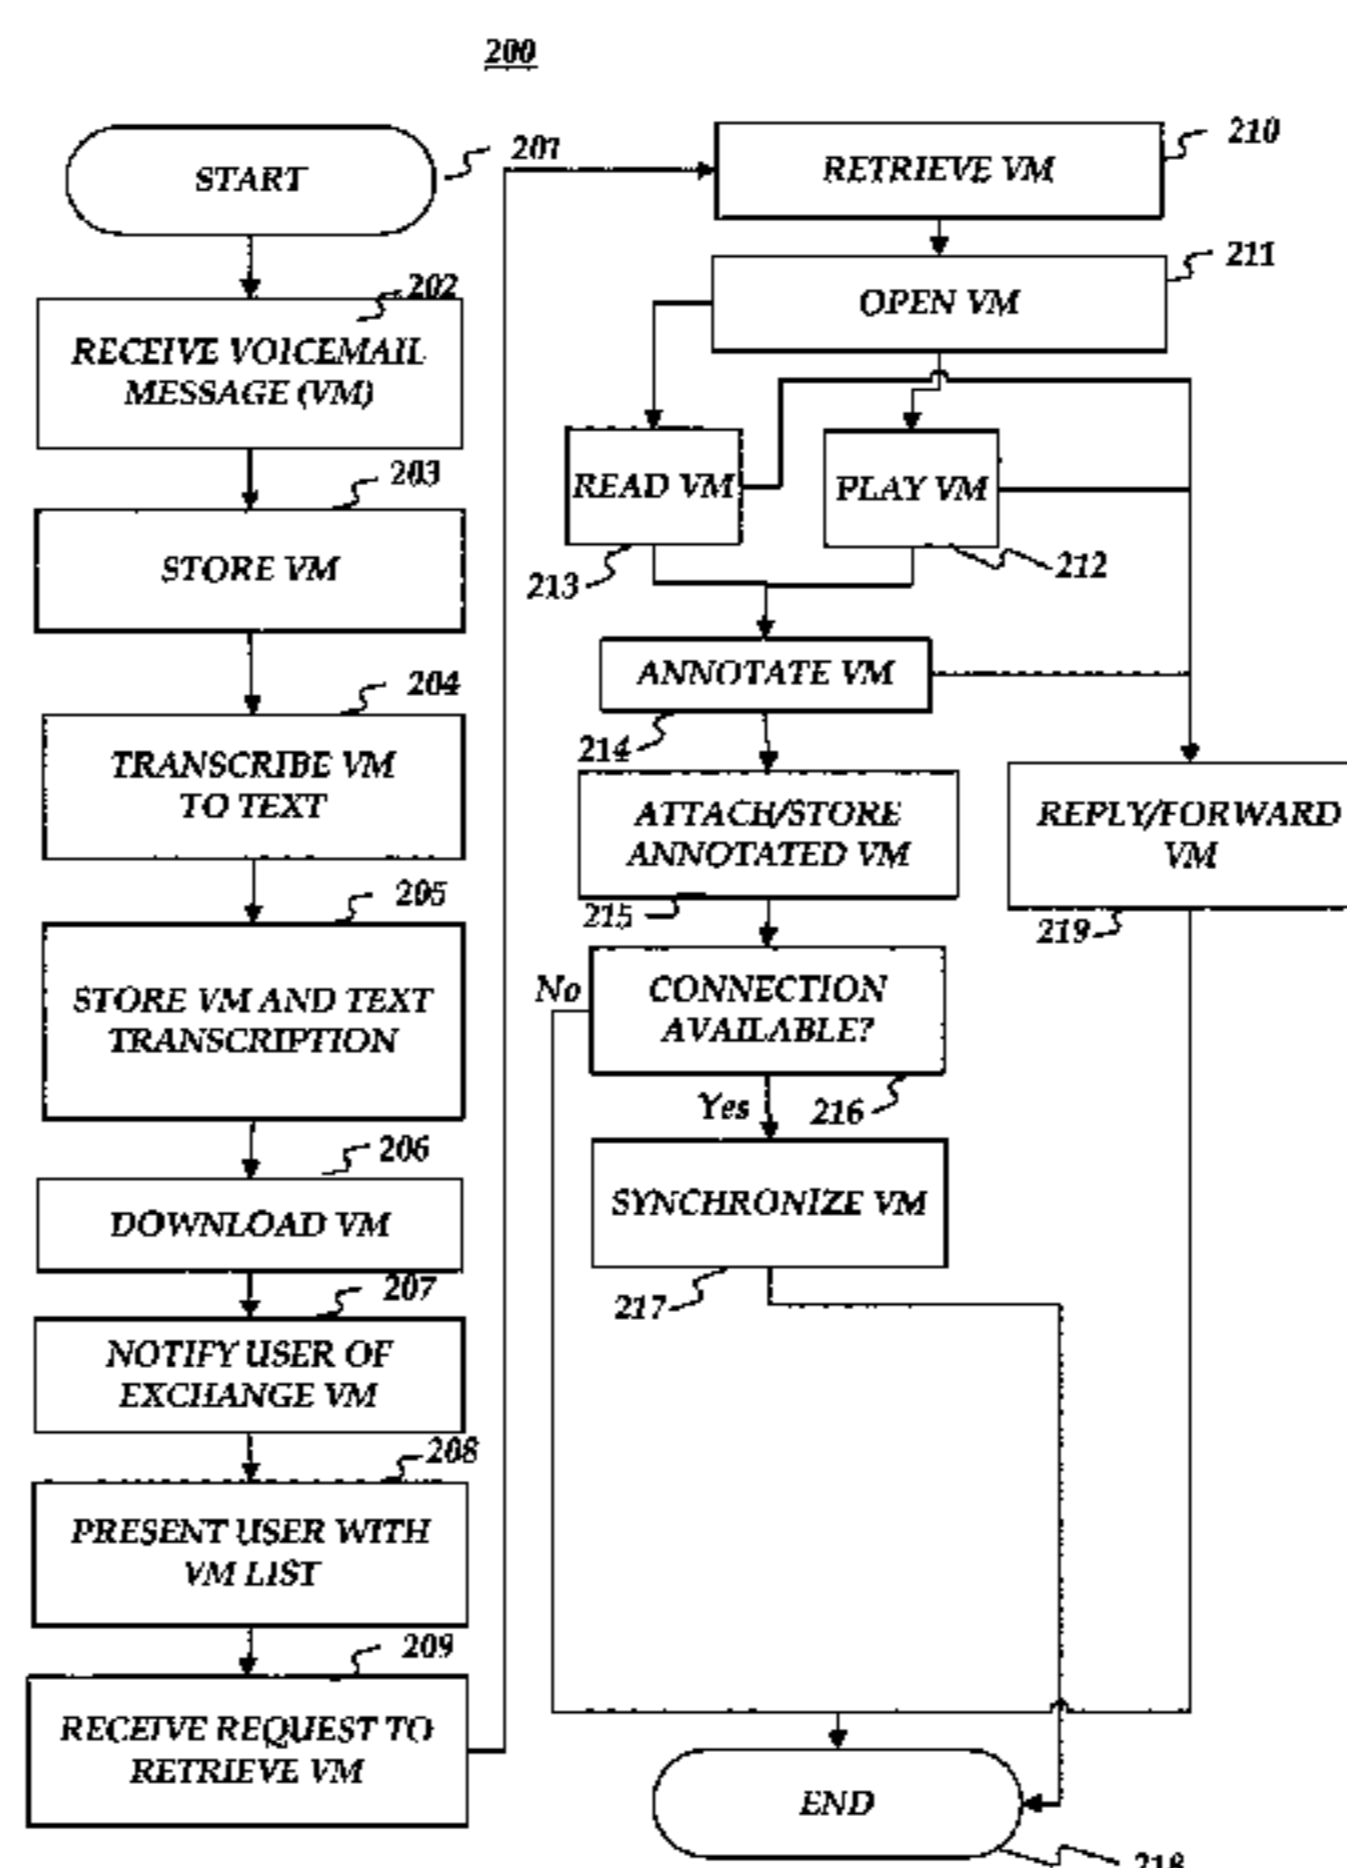 200
START
201
202
RECEIVE VOICEMAIL
MESSAGE (VM)
203
STORE VM
204
TRANSCRIBE VM
TO TEXT
205
STORE VM AND TEXT
TRANSCRIPTION
206
DOWNLOAD VM
207
NOTIFY USER OF
EXCHANGE VM
208
PRESENT USER WITH
VM LIST
209
RECEIVE REQUEST TO
RETRIEVE VM
210
RETRIEVE VM
211
OPEN VM
READ VM
213
PLAY VM
212
ANNOTATE VM
214
ATTACH/STORE
ANNOTATED VM
215
REPLY/FORWARD
VM
219
No
CONNECTION
AVAILABLE?
Yes
216
SYNCHRONIZE VM
217
END
218